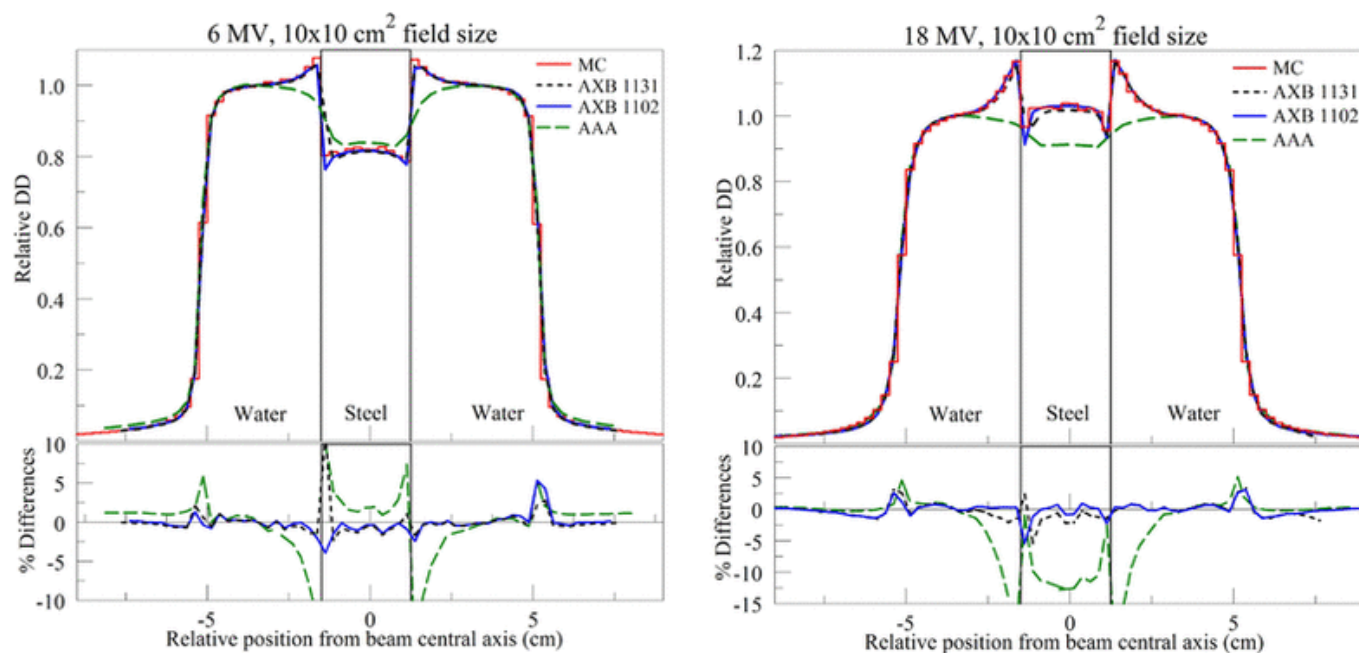 6 MV, 10x10 cm² field size
1.0
0.8
0.6
0.4
0.2
Relative DD
MC
AXB 1131
AXB 1102
AAA
Water
Steel
Water
10
5
0
-5
-10
% Differences
-5
0
5
Relative position from beam central axis (cm)
18 MV, 10x10 cm² field size
1.2
1.0
0.8
0.6
0.4
0.2
Relative DD
MC
AXB 1131
AXB 1102
AAA
Water
Steel
Water
10
5
0
-5
-10
-15
% Differences
-5
0
5
Relative position from beam central axis (cm)